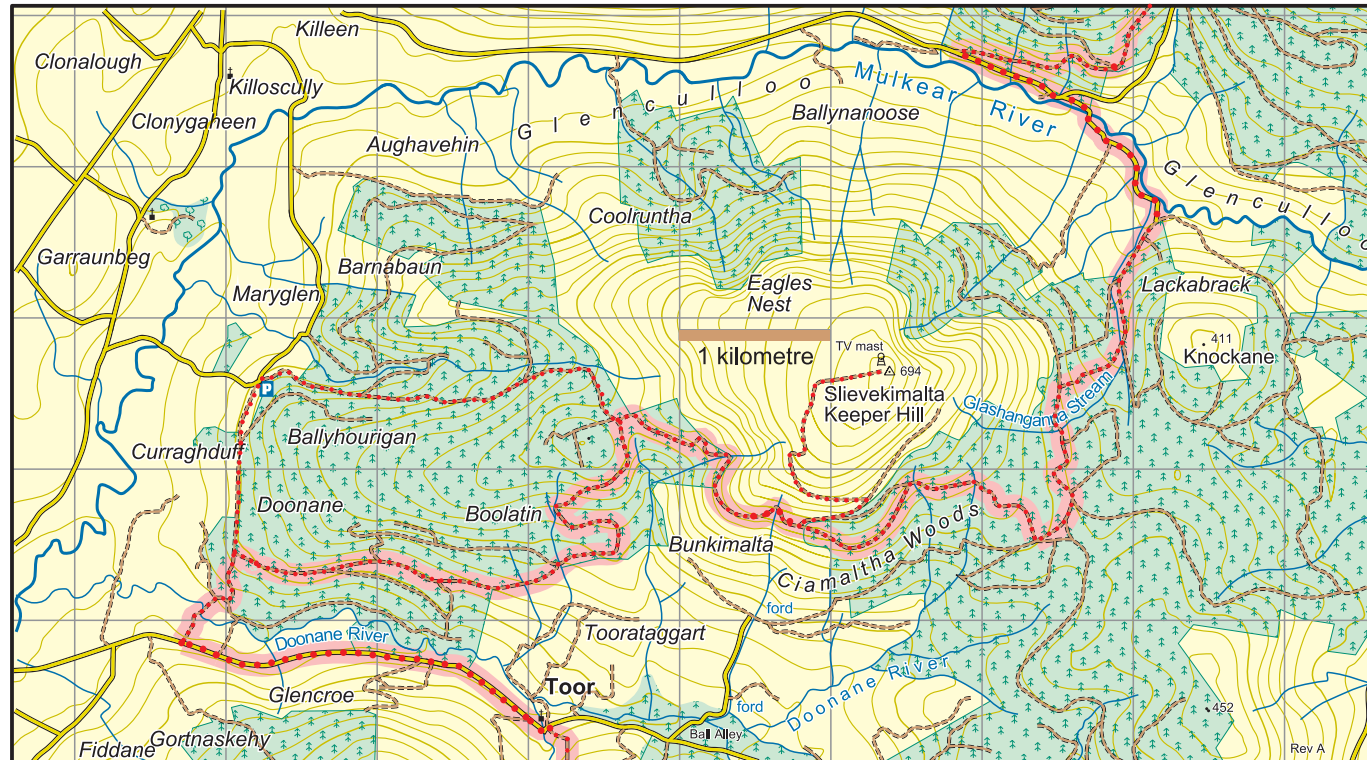 Killeen
Clonalough
Killoscully
Clonygaheen
Glenculloo
Mulkear River
Ballynanoose
Aughavehin
Glencullo
Coolruntha
Garraunbeg
Barnabaun
Eagles
Nest
Maryglen
Lackabrack
1 kilometre
TV mast
411
Knockane
694
P
Slievekimalta
Keeper Hill
Glashanganta Stream
Ballyhourigan
Curraghduff
Doonane
Boolatin
Bunkimalta
Ciamaltha Woods
ford
Doonane River
Toorataggart
Doonane River
Toor
Glencroe
ford
452
Ball Alley
Gortnaskehy
Fiddane
Rev A